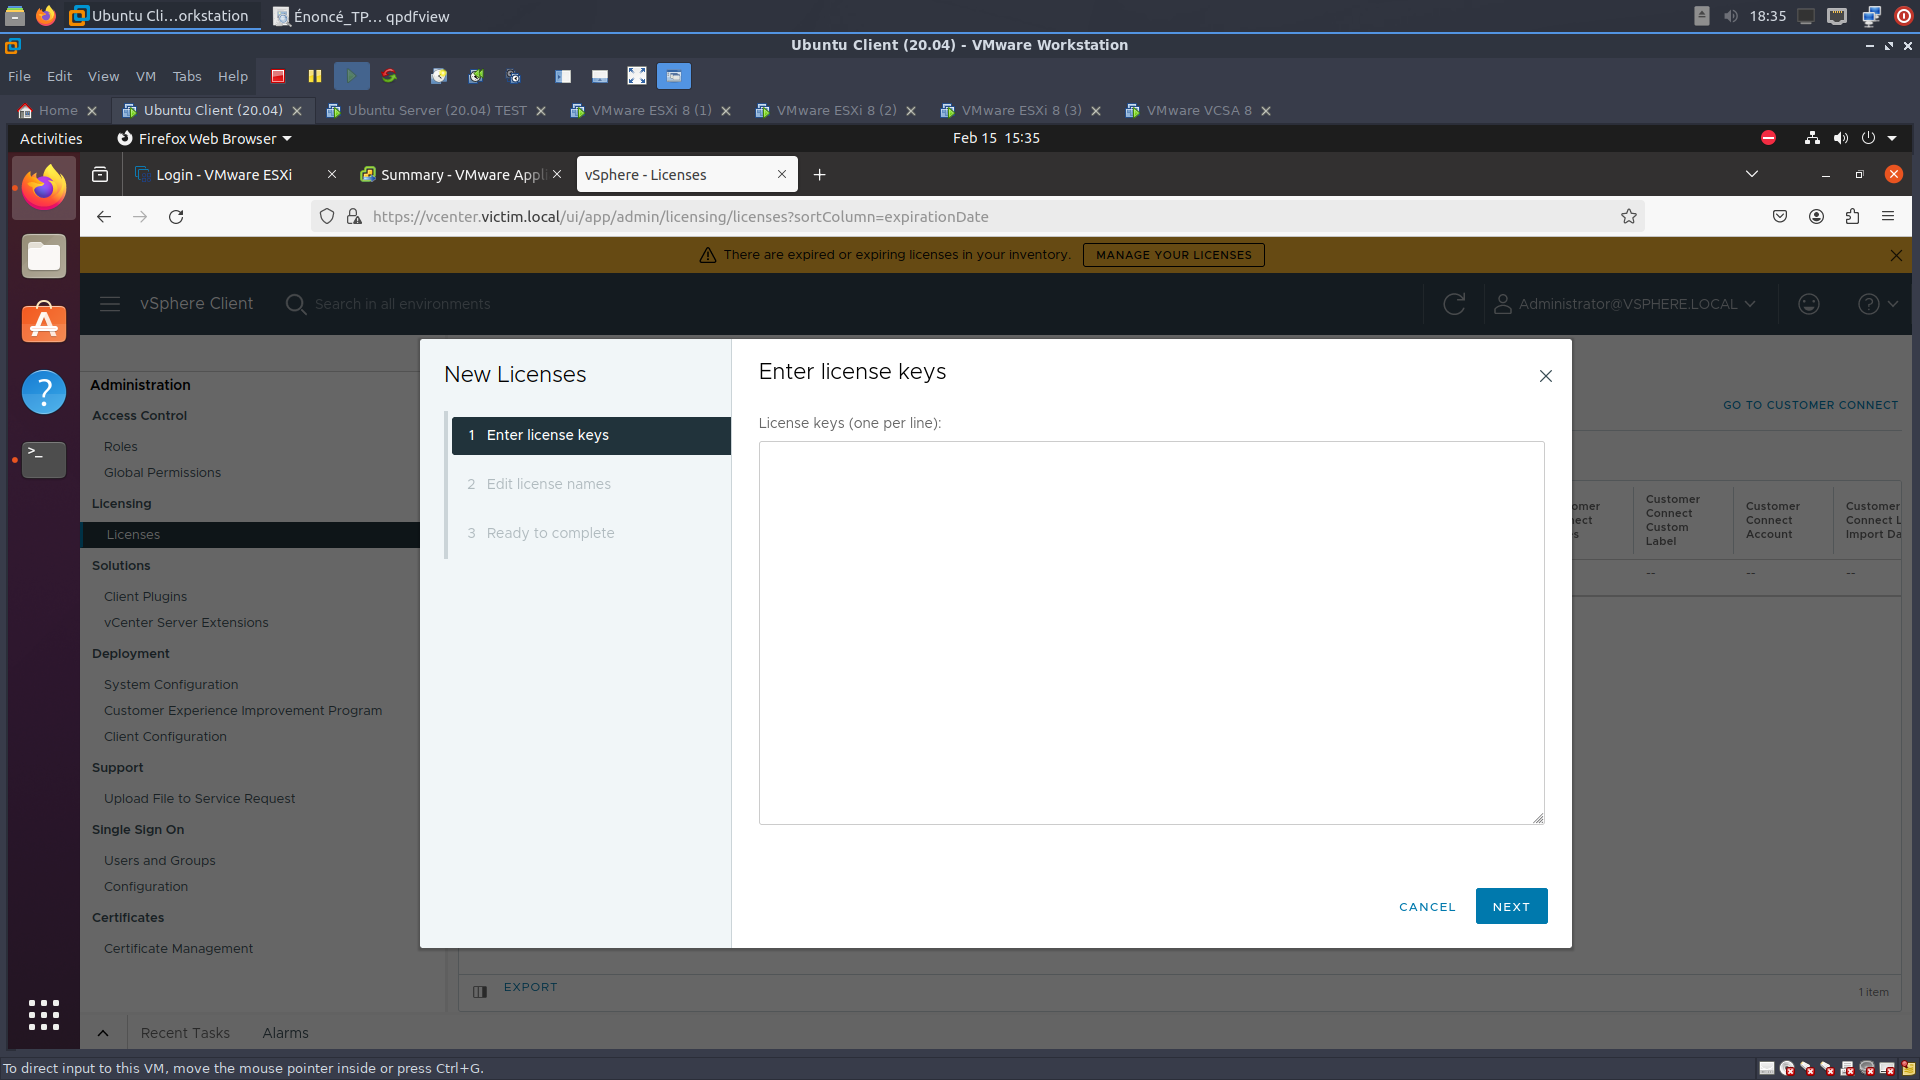 Ubuntu Cli...orkstation
Énoncé_TP... qpdfview
18:35
Ubuntu Client (20.04) - VMware Workstation
File Edit View VM Tabs Help
Home
Ubuntu Client (20.04)
Ubuntu Server (20.04) TEST
VMware ESXi 8 (1)
VMware ESXi 8 (2)
VMware ESXi 8 (3)
VMware VCSA 8
Activities
Firefox Web Browser
Feb 15 15:35
Login - VMware ESXi
Summary - VMware Appl
vSphere - Licenses
https://vcenter.victim.local/ui/app/admin/licensing/licenses?sortColumn=expirationDate
There are expired or expiring licenses in your inventory.
MANAGE YOUR LICENSES
vSphere Client
Search in all environments
Administrator@VSPHERE.LOCAL
Administration
Access Control
Roles
Global Permissions
Licensing
Licenses
Solutions
Client Plugins
vCenter Server Extensions
Deployment
System Configuration
Customer Experience Improvement Program
Client Configuration
Support
Upload File to Service Request
Single Sign On
Users and Groups
Configuration
Certificates
Certificate Management
New Licenses
1 Enter license keys
2 Edit license names
3 Ready to complete
Enter license keys
License keys (one per line):
CANCEL
NEXT
GO TO CUSTOMER CONNECT
Customer
Connect
Custom
Label
Customer
Connect
Account
Customer
Connect L
Import Da
--
--
--
EXPORT
1 item
Recent Tasks
Alarms
To direct input to this VM, move the mouse pointer inside or press Ctrl+G.